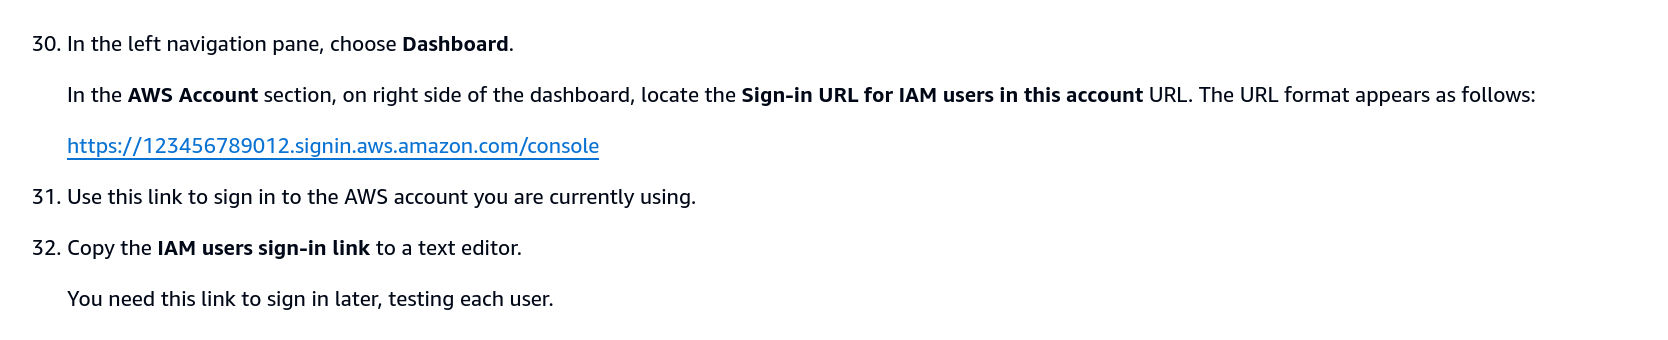 30. In the left navigation pane, choose Dashboard.
In the AWS Account section, on right side of the dashboard, locate the Sign-in URL for IAM users in this account URL. The URL format appears as follows:
https://123456789012.signin.aws.amazon.com/console
31. Use this link to sign in to the AWS account you are currently using.
32. Copy the IAM users sign-in link to a text editor.
You need this link to sign in later, testing each user.